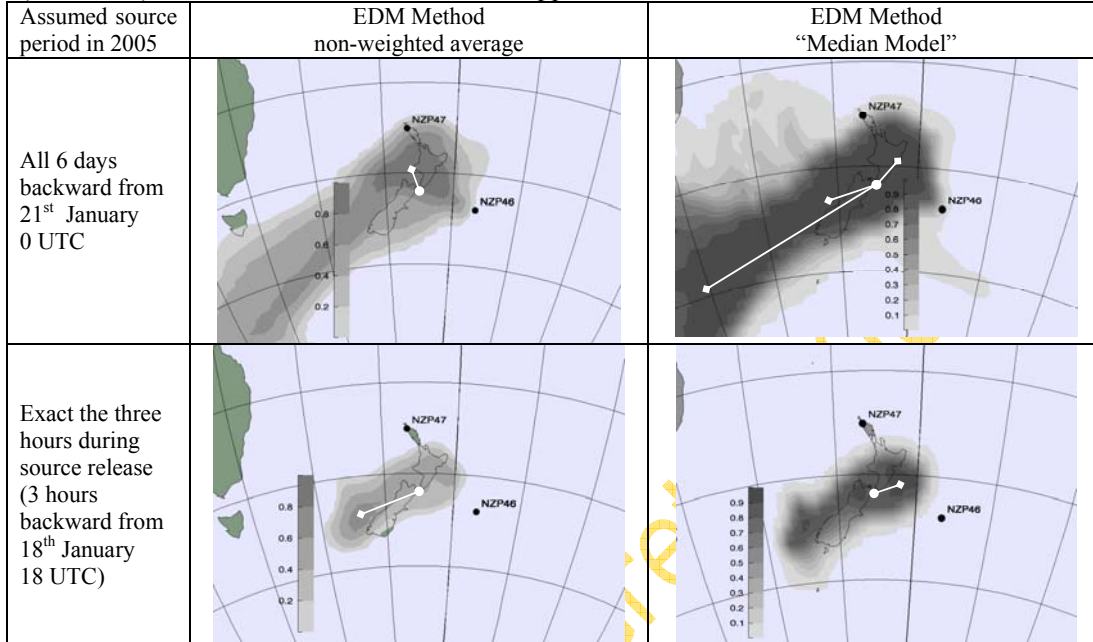 Assumed source
period in 2005
EDM Method
non-weighted average
EDM Method
“Median Model”
All 6 days
backward from
21st January
0 UTC
NZP47
NZP46
0.8
0.6
0.4
0.2
NZP47
NZP46
0.9
0.8
0.7
0.6
0.5
0.4
0.3
0.2
0.1
Exact the three
hours during
source release
(3 hours
backward from
18th January
18 UTC)
NZP47
NZP46
0.8
0.6
0.4
0.2
NZP47
NZP46
0.9
0.8
0.7
0.6
0.5
0.4
0.3
0.2
0.1